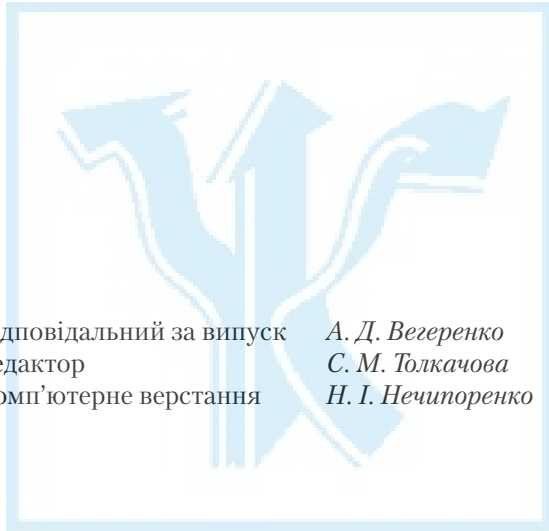 дповідальний за випуск А. Д. Вегеренко
едактор С. М. Толкачова
омп’ютерне верстання Н. І. Нечипоренко